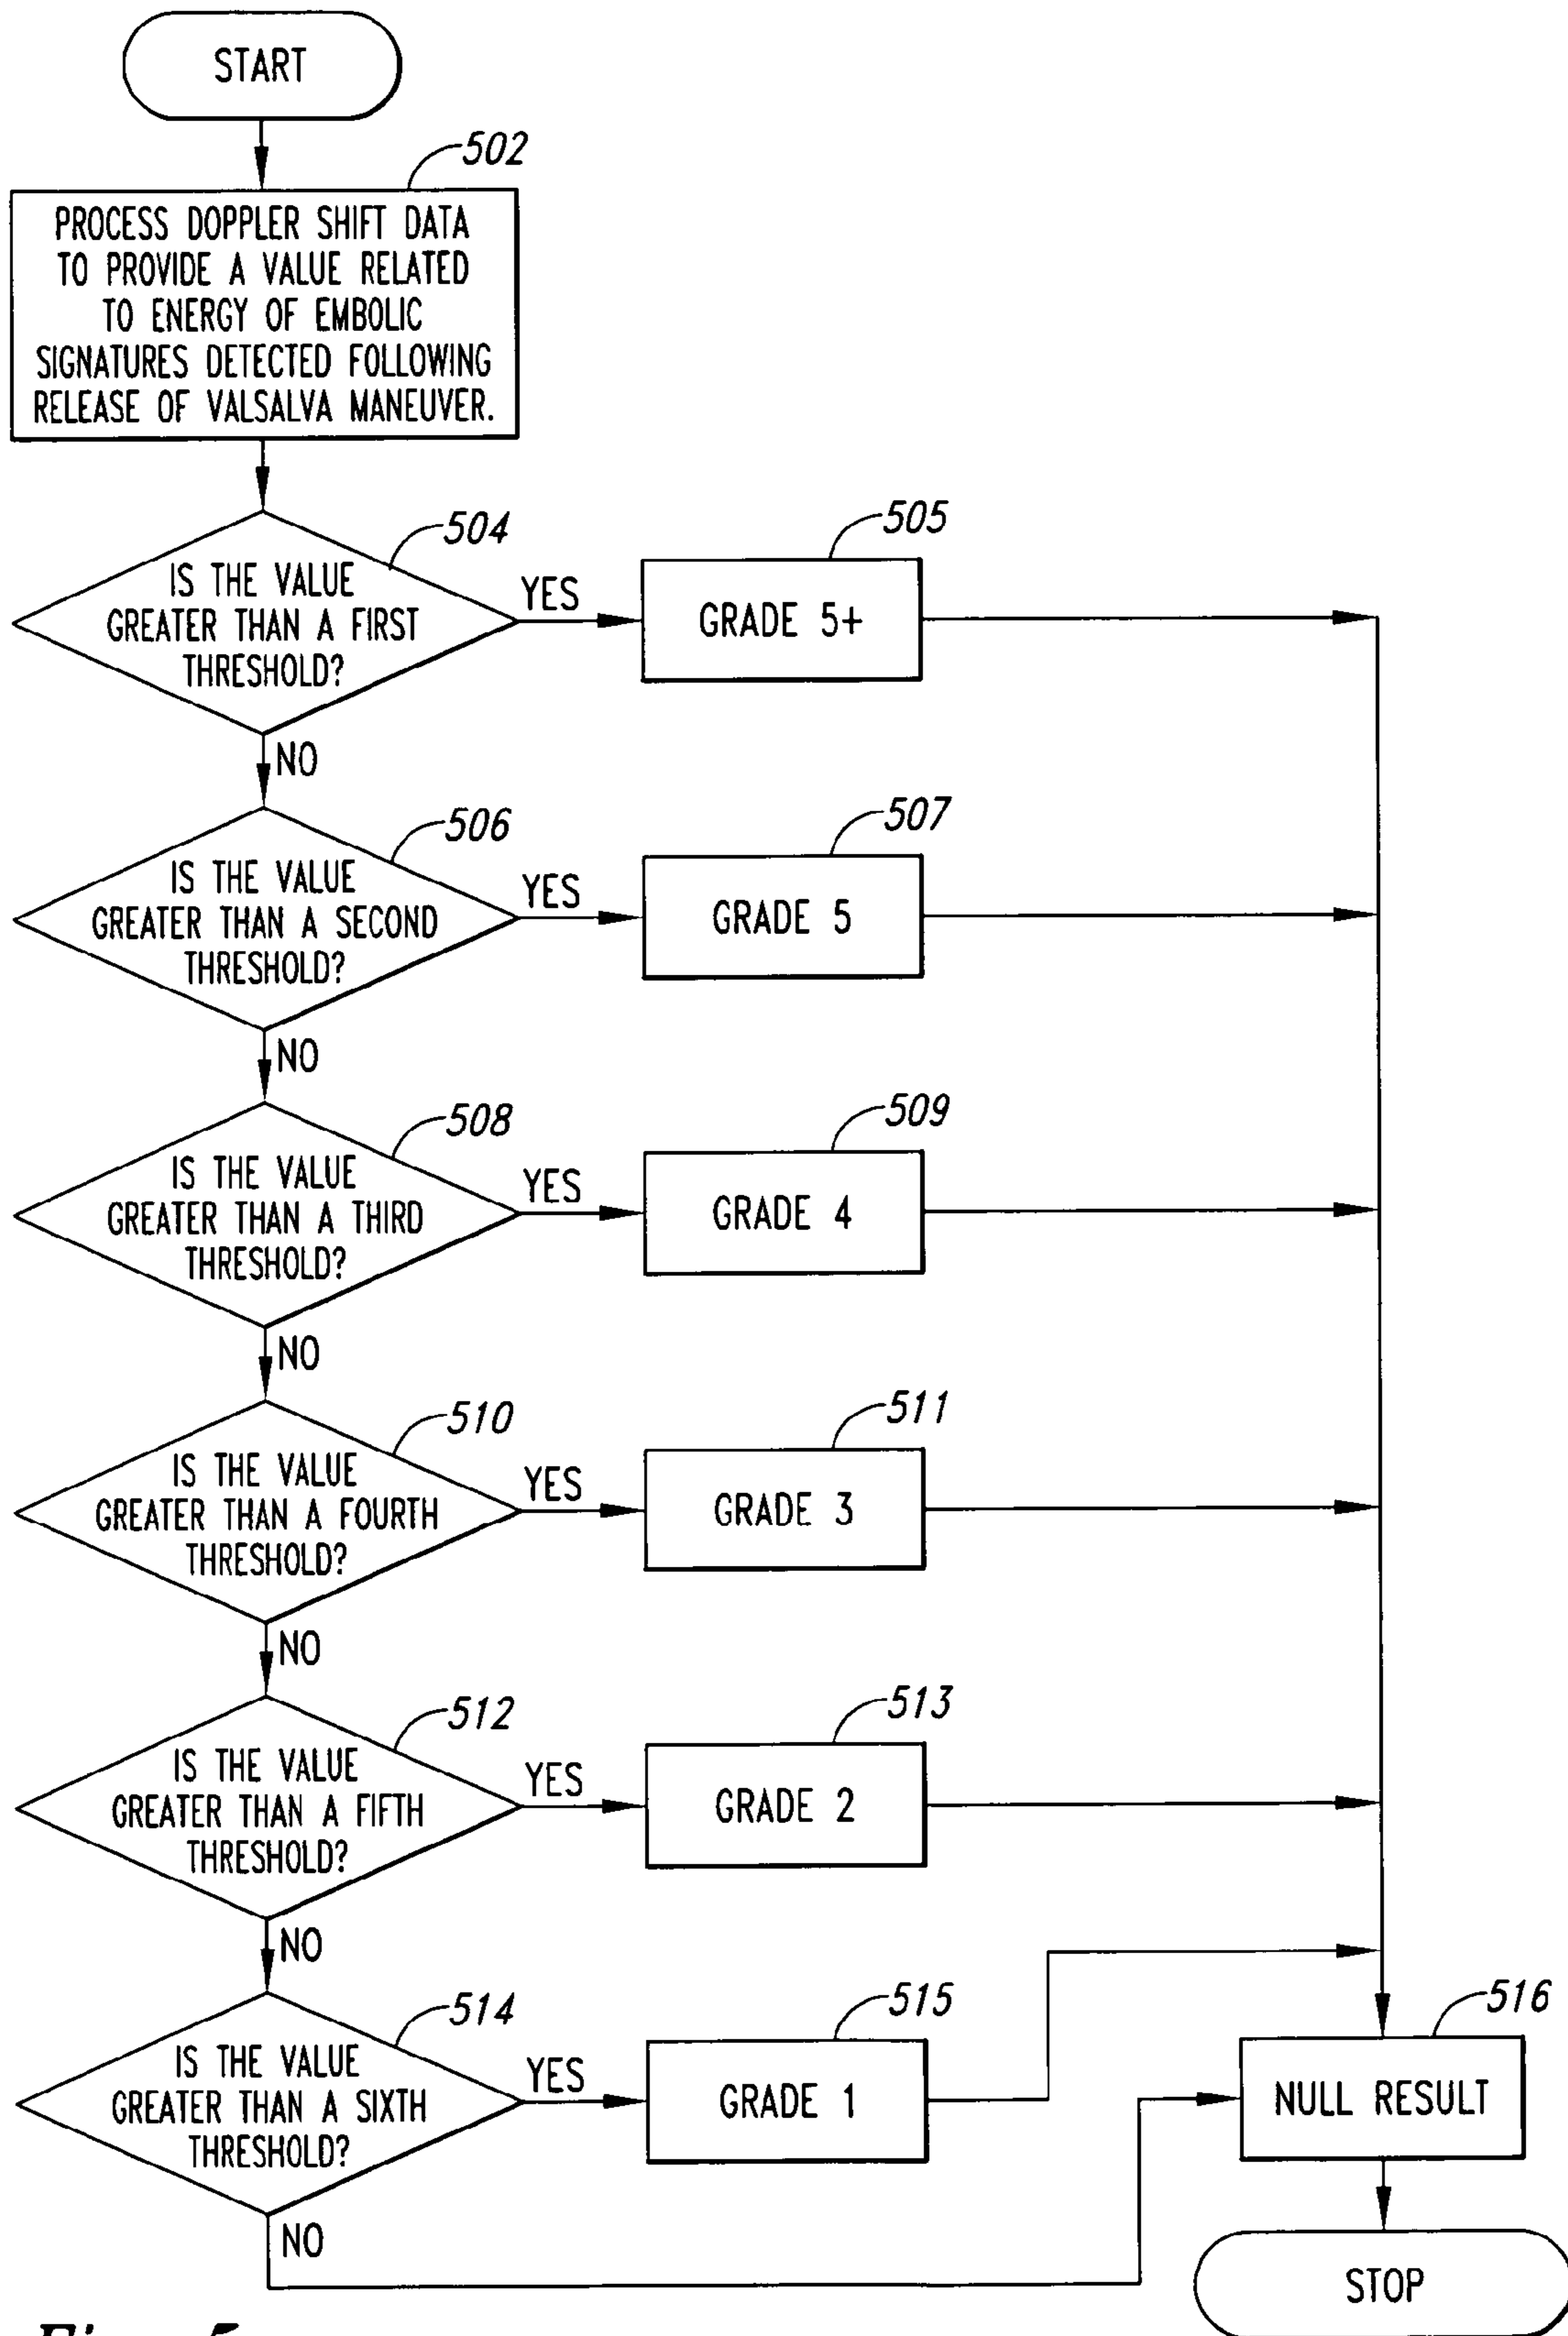 START
502
PROCESS DOPPLER SHIFT DATA
TO PROVIDE A VALUE RELATED
TO ENERGY OF EMBOLIC
SIGNATURES DETECTED FOLLOWING
RELEASE OF VALSALVA MANEUVER.
504
IS THE VALUE
GREATER THAN A FIRST
THRESHOLD?
YES
505
GRADE 5+
NO
506
IS THE VALUE
GREATER THAN A SECOND
THRESHOLD?
YES
507
GRADE 5
NO
508
IS THE VALUE
GREATER THAN A THIRD
THRESHOLD?
YES
509
GRADE 4
NO
510
IS THE VALUE
GREATER THAN A FOURTH
THRESHOLD?
YES
511
GRADE 3
NO
512
IS THE VALUE
GREATER THAN A FIFTH
THRESHOLD?
YES
513
GRADE 2
NO
514
IS THE VALUE
GREATER THAN A SIXTH
THRESHOLD?
YES
515
GRADE 1
NO
516
NULL RESULT
STOP